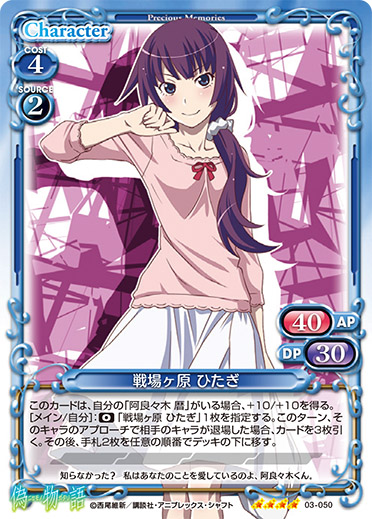 Precious Memories
Character
COST
4
SOURCE
2
40 AP
DP 30
戦場ヶ原 ひたぎ
このカードは、自分の「阿良々木 暦」がいる場合、+10/+10を得る。
[メイン/自分]:「戦場ヶ原 ひたぎ」1枚を指定する。このターン、そ
のキャラのアプローチで相手のキャラが退場した場合、カードを3枚引
く。その後、手札2枚を任意の順番でデッキの下に移す。
知らなかった? 私はあなたのことを愛しているのよ、阿良々木くん。
偽物語
©西尾維新/講談社・アニプレックス・シャフト
03-050